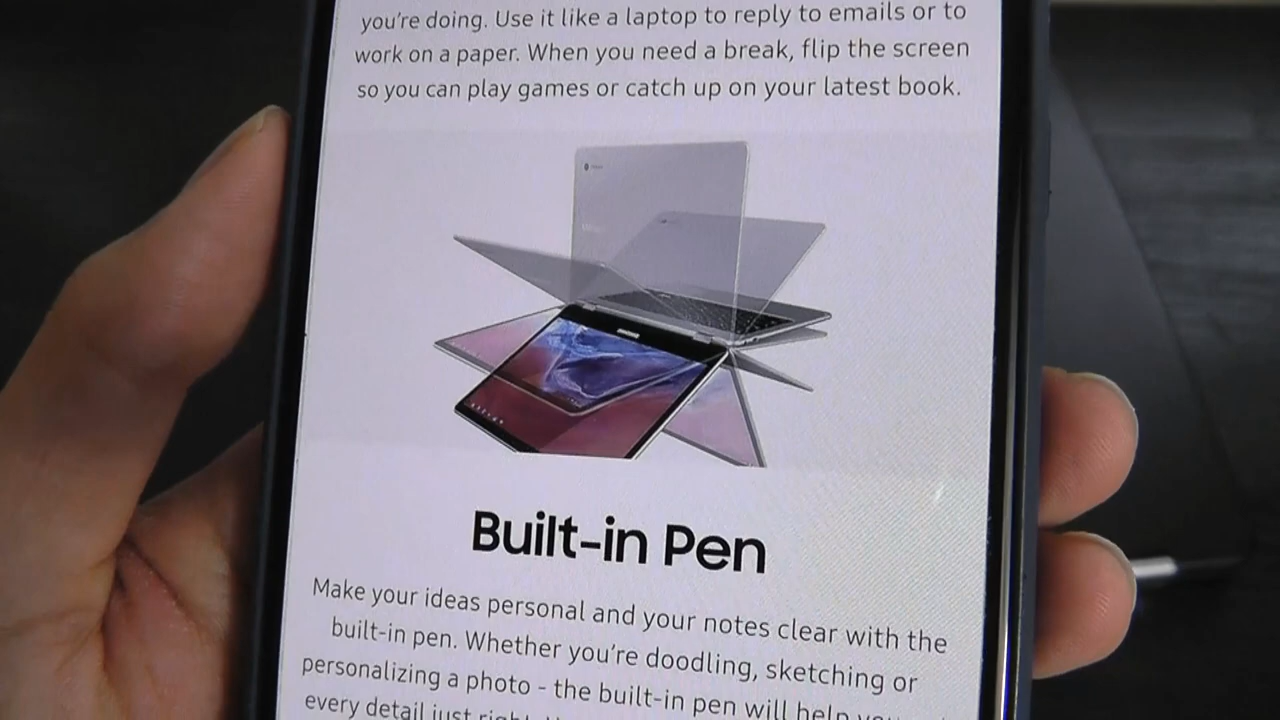 you're doing. Use it like a laptop to reply to emails or to
work on a paper. When you need a break, flip the screen
so you can play games or catch up on your latest book.
Built-in Pen
Make your ideas personal and your notes clear with the
built-in pen. Whether you're doodling, sketching or
personalizing a photo - the built-in pen will help
every detail just right.